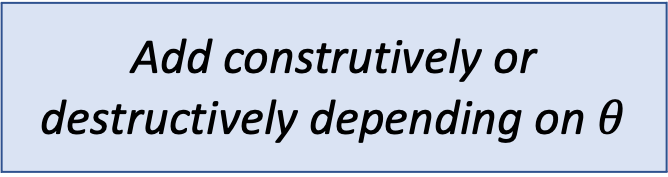 Add construtively or
destructively depending on θ